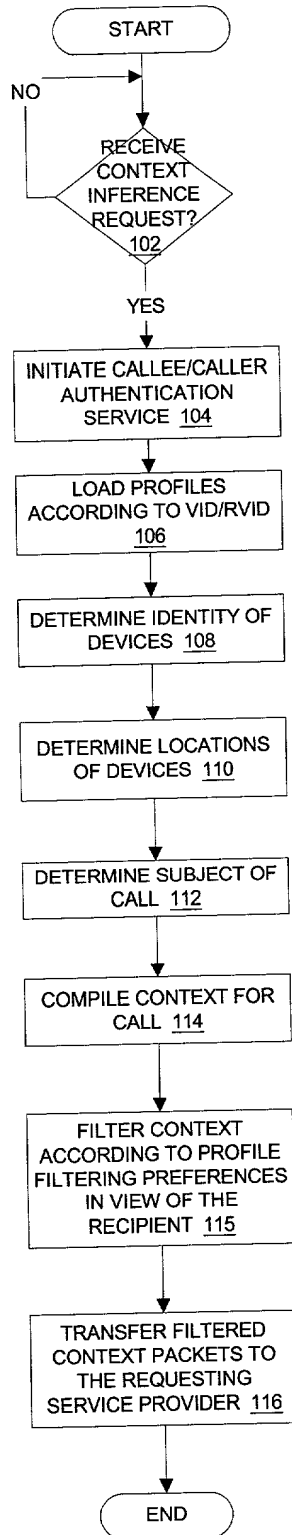 START
NO
RECEIVE
CONTEXT
INFERENCE
REQUEST?
102
YES
INITIATE CALLEE/CALLER
AUTHENTICATION
SERVICE 104
LOAD PROFILES
ACCORDING TO VID/RVID
106
DETERMINE IDENTITY OF
DEVICES 108
DETERMINE LOCATIONS
OF DEVICES 110
DETERMINE SUBJECT OF
CALL 112
COMPILE CONTEXT FOR
CALL 114
FILTER CONTEXT
ACCORDING TO PROFILE
FILTERING PREFERENCES
IN VIEW OF THE
RECIPIENT 115
TRANSFER FILTERED
CONTEXT PACKETS TO
THE REQUESTING
SERVICE PROVIDER 116
END